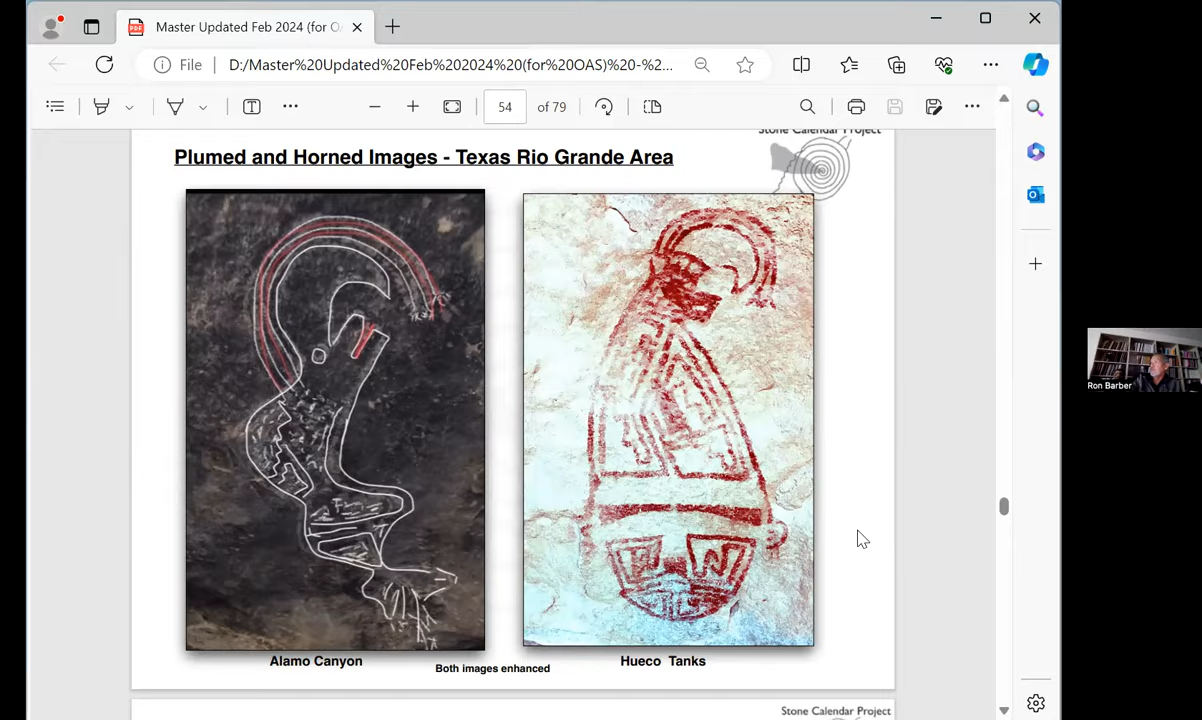 Master Updated Feb 2024 (for OA
File
D:/Master%20Updated%20Feb%202024%20(for%20OAS)%20-%2...
54 of 79
Stone Calendar Project
Plumed and Horned Images - Texas Rio Grande Area
Alamo Canyon
Hueco Tanks
Both images enhanced
Stone Calendar Project
Ron Barber